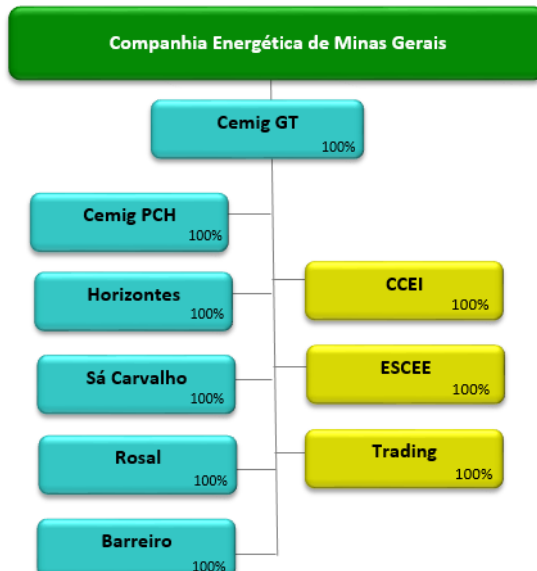 Companhia Energética de Minas Gerais
Cemig GT
100%
Cemig PCH
100%
Horizontes
100%
Sá Carvalho
100%
Rosal
100%
Barreiro
100%
CCEI
100%
ESCEE
100%
Trading
100%